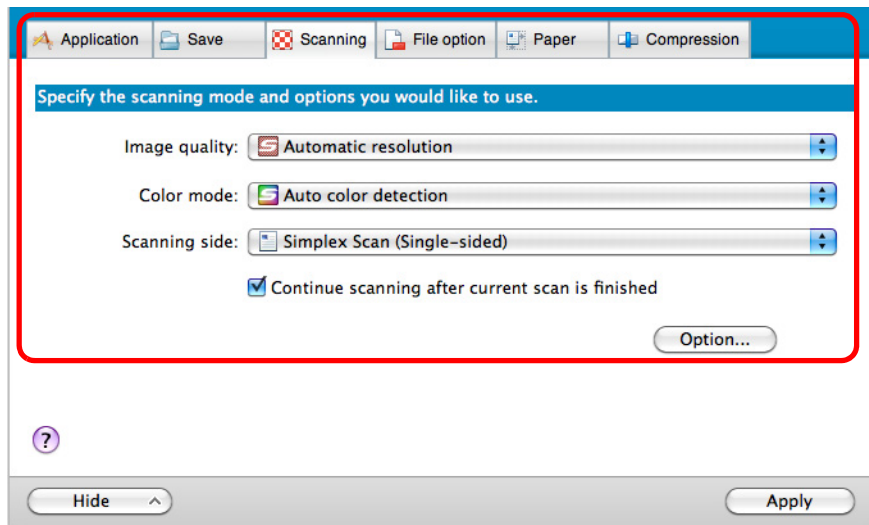 Application Save Scanning File option Paper Compression
Specify the scanning mode and options you would like to use.
Image quality: Automatic resolution
Color mode: Auto color detection
Scanning side: Simplex Scan (Single-sided)
Continue scanning after current scan is finished
Option...
?
Hide Apply